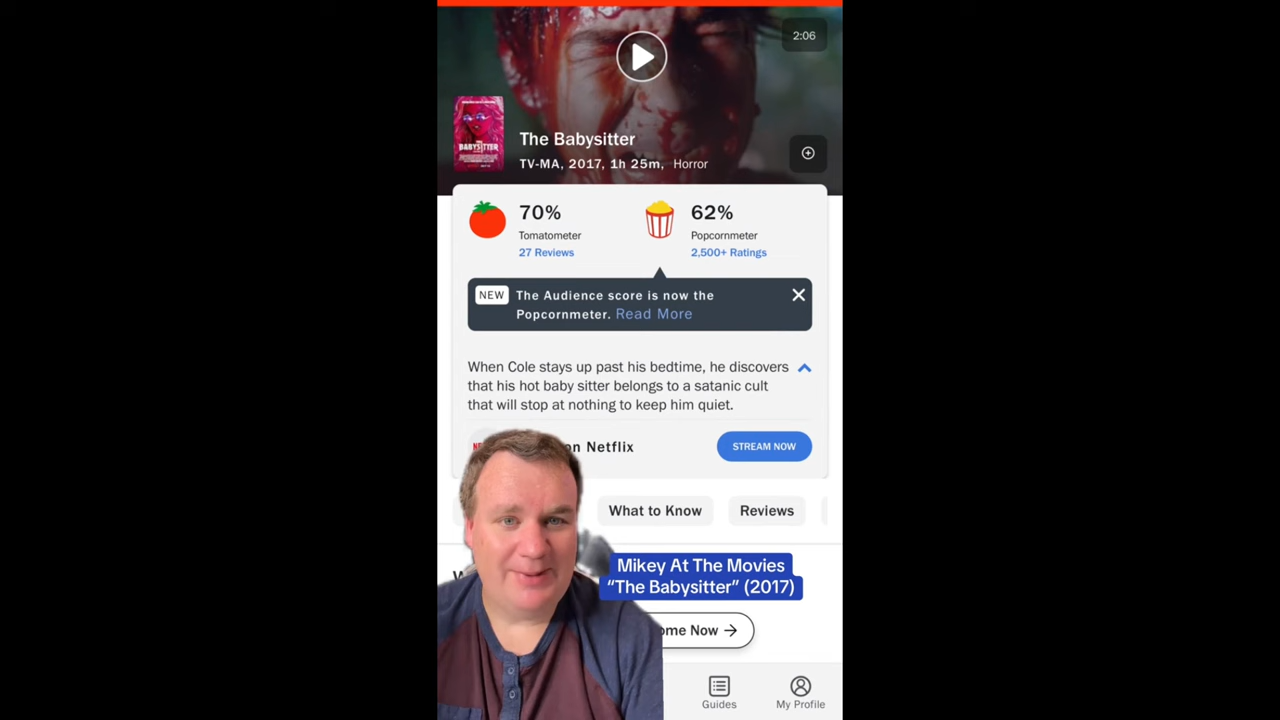 2:06
The Babysitter
TV-MA, 2017, 1h 25m, Horror
BABYSITTER
70%
62%
Tomatometer
Popcornmeter
27 Reviews
2,500+ Ratings
NEW
The Audience score is now the
Popcornmeter. Read More
When Cole stays up past his bedtime, he discovers
that his hot baby sitter belongs to a satanic cult
that will stop at nothing to keep him quiet.
on Netflix
STREAM NOW
What to Know
Reviews
Mikey At The Movies
“The Babysitter” (2017)
ome Now →
Guides
My Profile